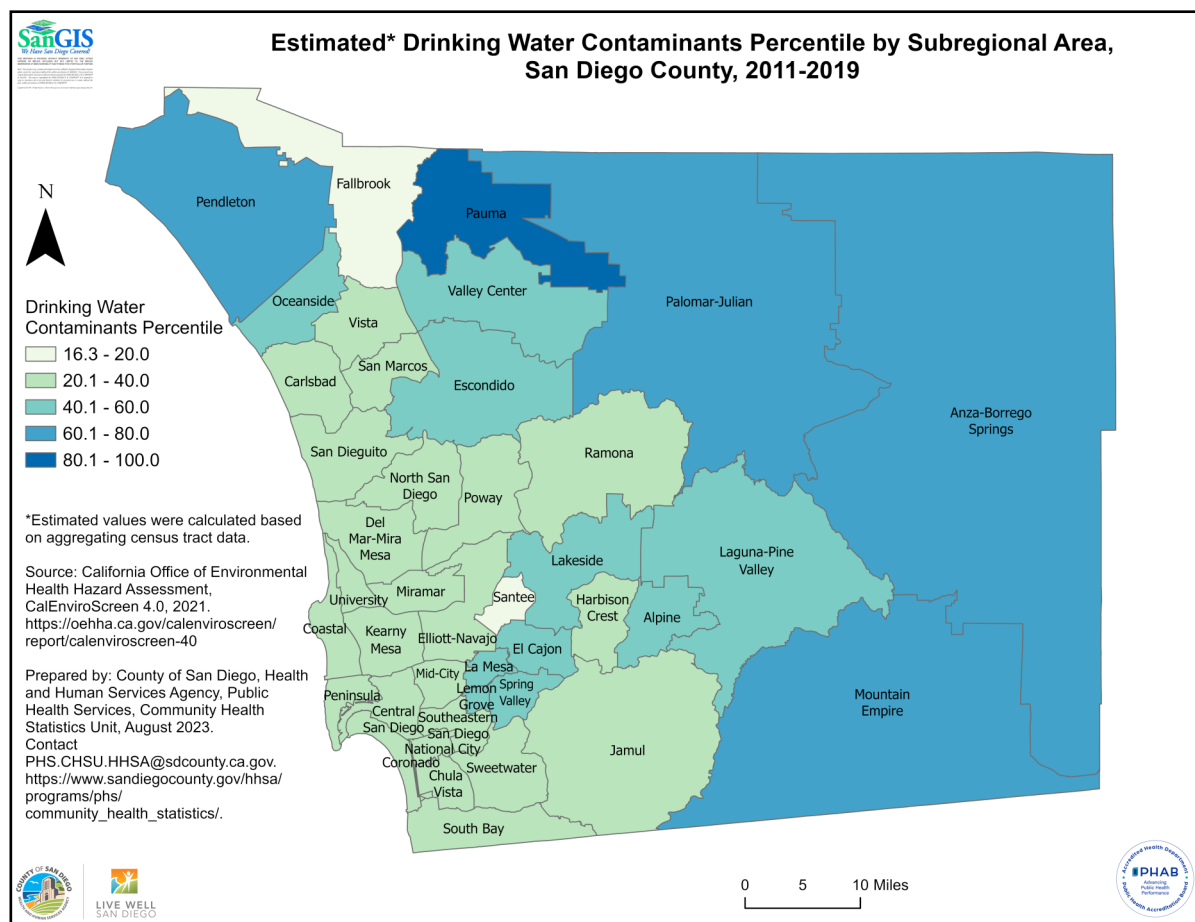 SanGIS
We Have San Diego Covered!
Estimated* Drinking Water Contaminants Percentile by Subregional Area,
San Diego County, 2011-2019
N
Fallbrook
Pendleton
Pauma
Oceanside
Valley Center
Palomar-Julian
Vista
San Marcos
Carlsbad
Escondido
Anza-Borrego
Springs
San Dieguito
Ramona
North San
Diego
Poway
Del
Mar-Mira
Mesa
Lakeside
Laguna-Pine
Valley
University
Miramar
Santee
Harbison
Crest
Alpine
Coastal
Kearny
Mesa
Elliott-Navajo
El Cajon
La Mesa
Mid-City
Lemon
Grove
Spring
Valley
Peninsula
Central
San Diego
Southeastern
San Diego
National City
Coronado
Chula
Vista
Sweetwater
Jamul
Mountain
Empire
South Bay
Drinking Water
Contaminants Percentile
16.3 - 20.0
20.1 - 40.0
40.1 - 60.0
60.1 - 80.0
80.1 - 100.0
*Estimated values were calculated based
on aggregating census tract data.
Source: California Office of Environmental
Health Hazard Assessment,
CalEnviroScreen 4.0, 2021.
https://oehha.ca.gov/calenviroscreen/
report/calenviroscreen-40
Prepared by: County of San Diego, Health
and Human Services Agency, Public
Health Services, Community Health
Statistics Unit, August 2023.
Contact
PHS.CHSU.HHSA@sdcounty.ca.gov.
https://www.sandiegocounty.gov/hhsa/
programs/phs/
community_health_statistics/.
COUNTY OF SAN DIEGO
HEALTH AND HUMAN SERVICES AGENCY
LIVE WELL
SAN DIEGO
0 5 10 Miles
Accredited Health Department
PHAB
Advancing
Public Health
Performance
Public Health Accreditation Board